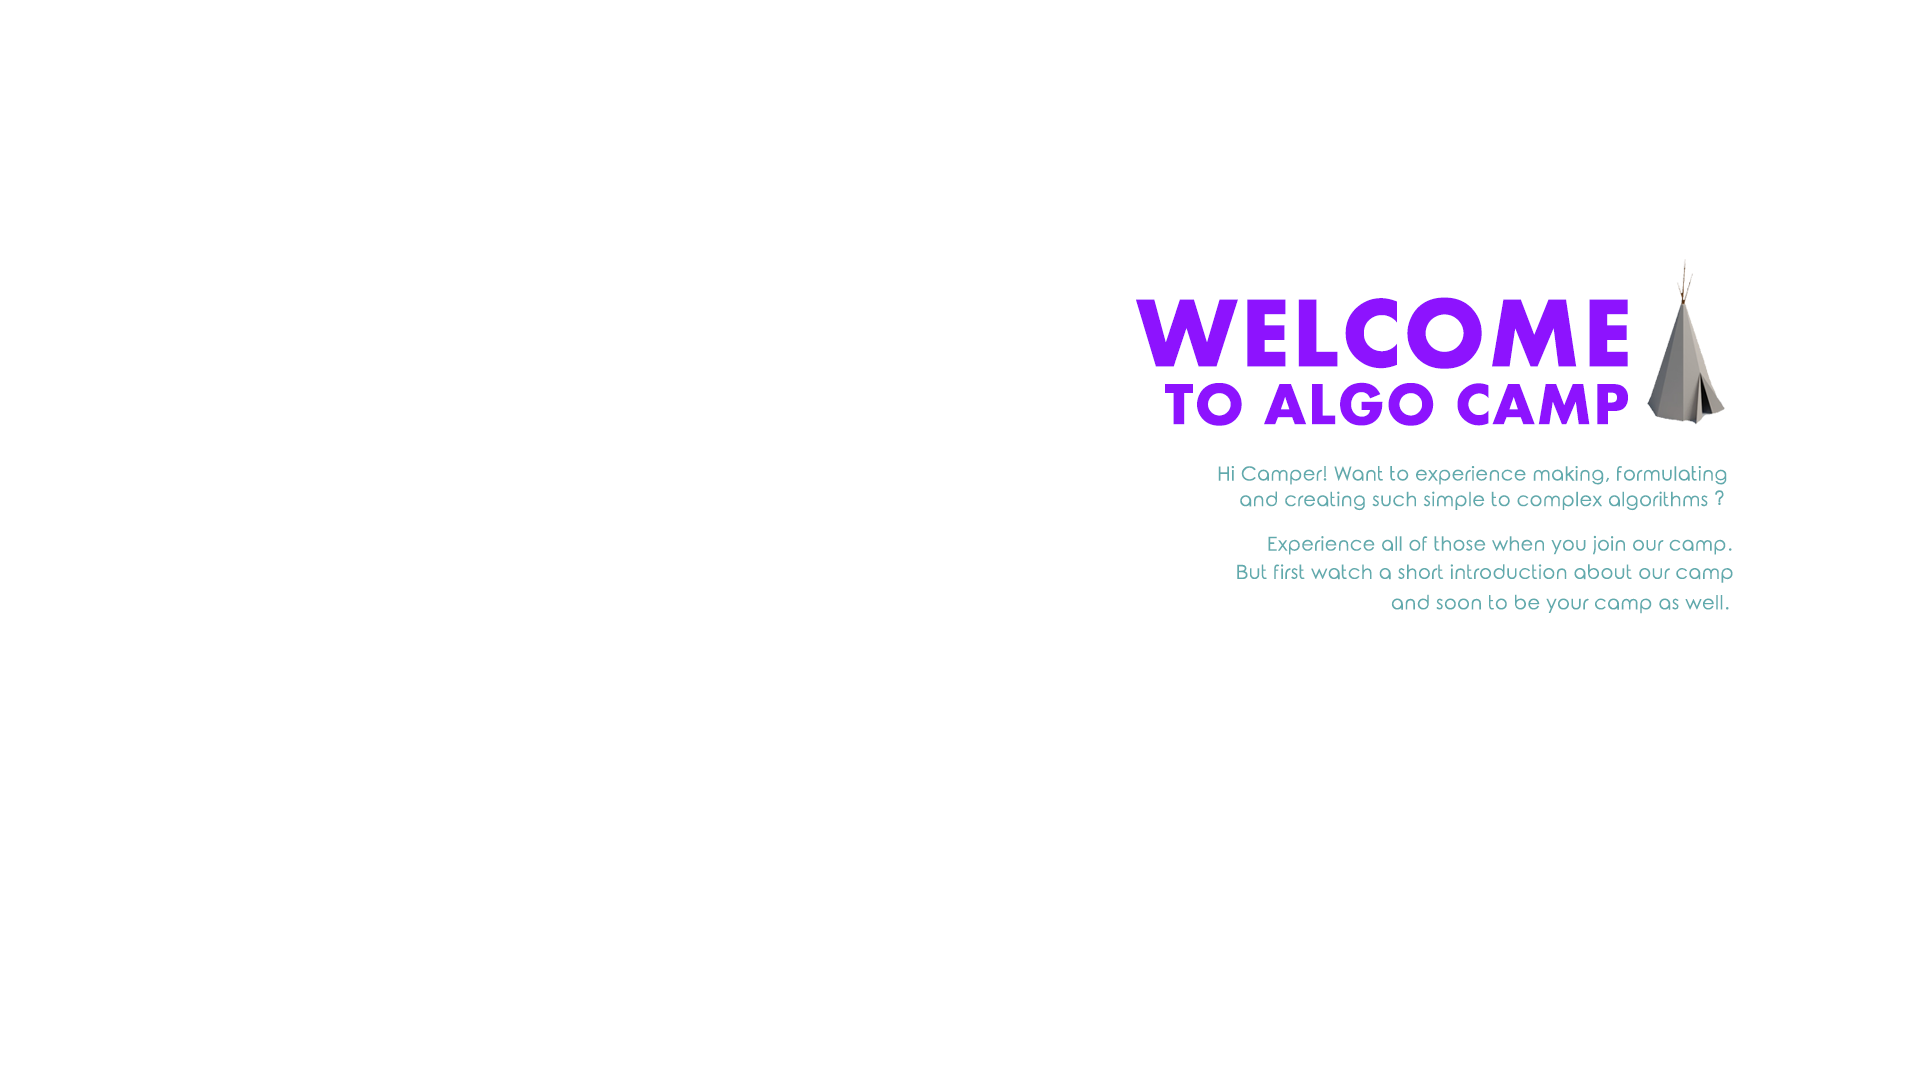 WELCOME
TO ALGO CAMP
Hi Camper! Want to experience making, formulating
and creating such simple to complex algorithms ?
Experience all of those when you join our camp.
But first watch a short introduction about our camp
and soon to be your camp as well.